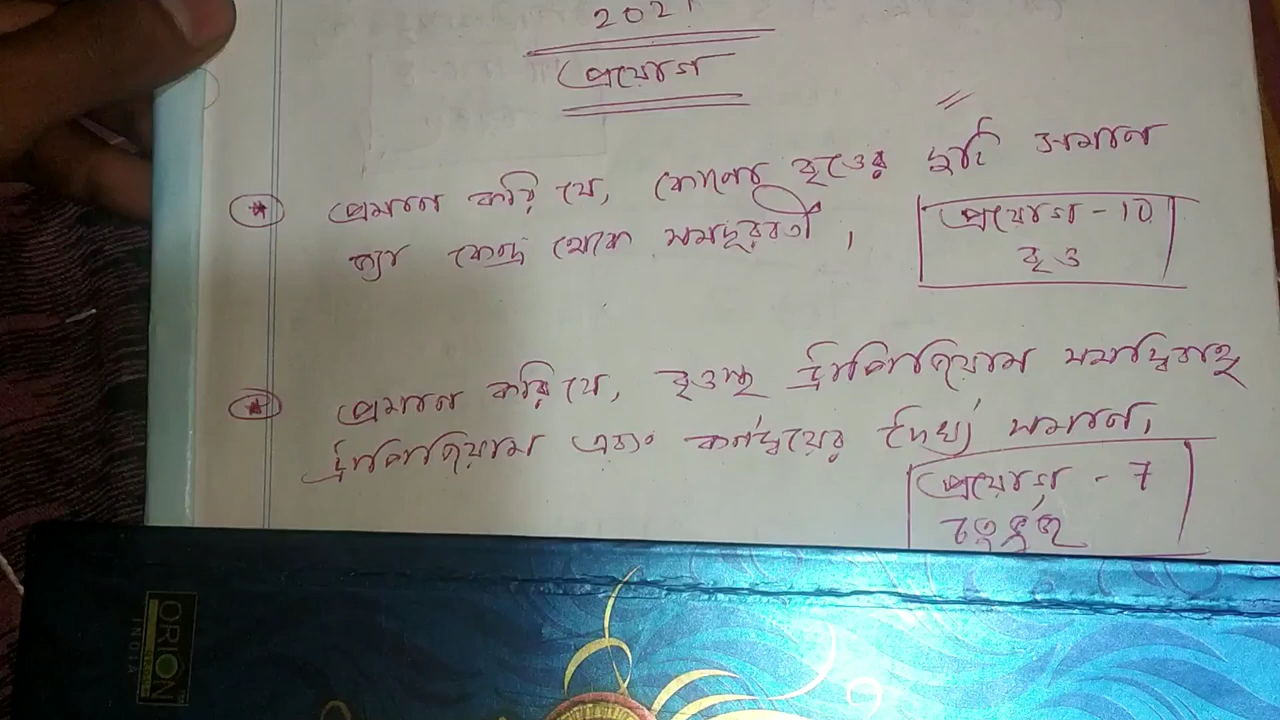 2021
প্রয়োগ
প্রমাণ করি যে, কোনো বৃত্তের দুটি সমান
জ্যা কেন্দ্র থেকে সমদূরবর্তী।
প্রয়োগ - 10
বৃত্ত
প্রমাণ করি যে, বৃত্তস্থ ট্রাপিজিয়াম সমদ্বিবাহু
ট্রাপিজিয়াম এবং কর্ণদ্বয়ের দৈর্ঘ্য সমান।
প্রয়োগ - 7
ORION
INDIA